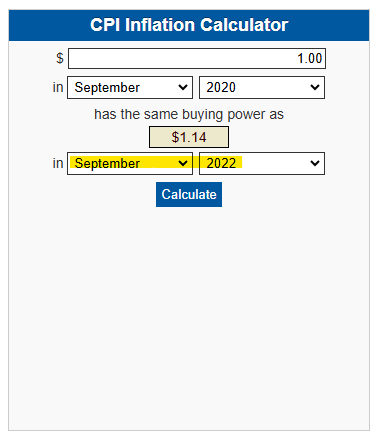 CPI Inflation Calculator
$ 1.00
in September 2020
has the same buying power as
$1.14
in September 2022
Calculate